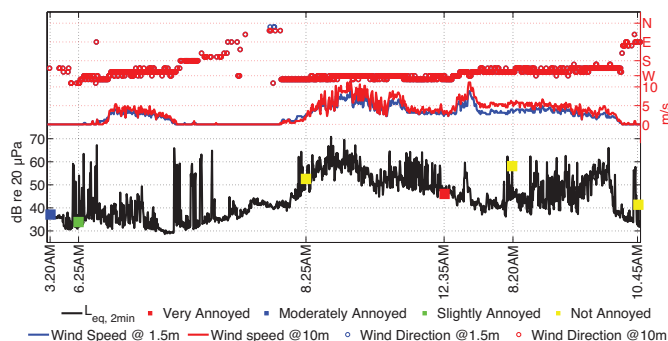 N
E
S
W
10
5
0
m/s
70
60
50
40
30
dB re 20 µPa
3.20AM
6.25AM
8.25AM
12.35AM
8.20AM
10.45AM
L eq, 2min
Very Annoyed
Moderately Annoyed
Slightly Annoyed
Not Annoyed
Wind Speed @ 1.5m
Wind speed @10m
Wind Direction @1.5m
Wind Direction @10m